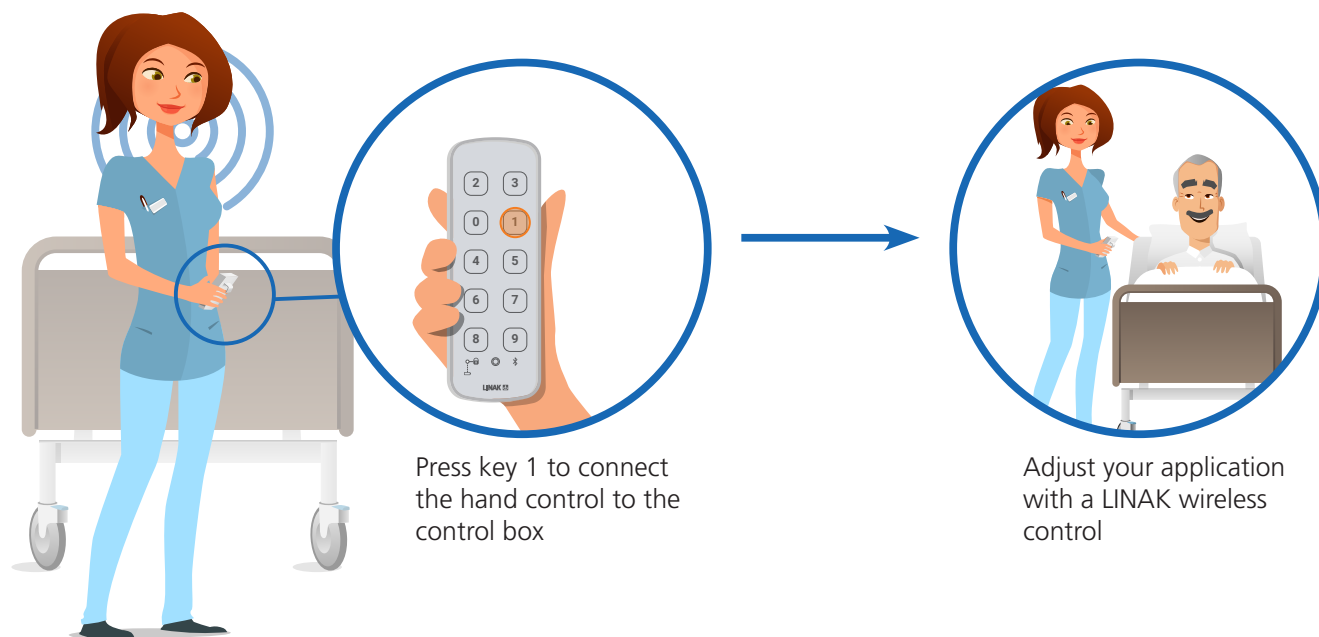 2 3
0 1
4 5
6 7
8 9
LINAK
Press key 1 to connect
the hand control to the
control box
Adjust your application
with a LINAK wireless
control